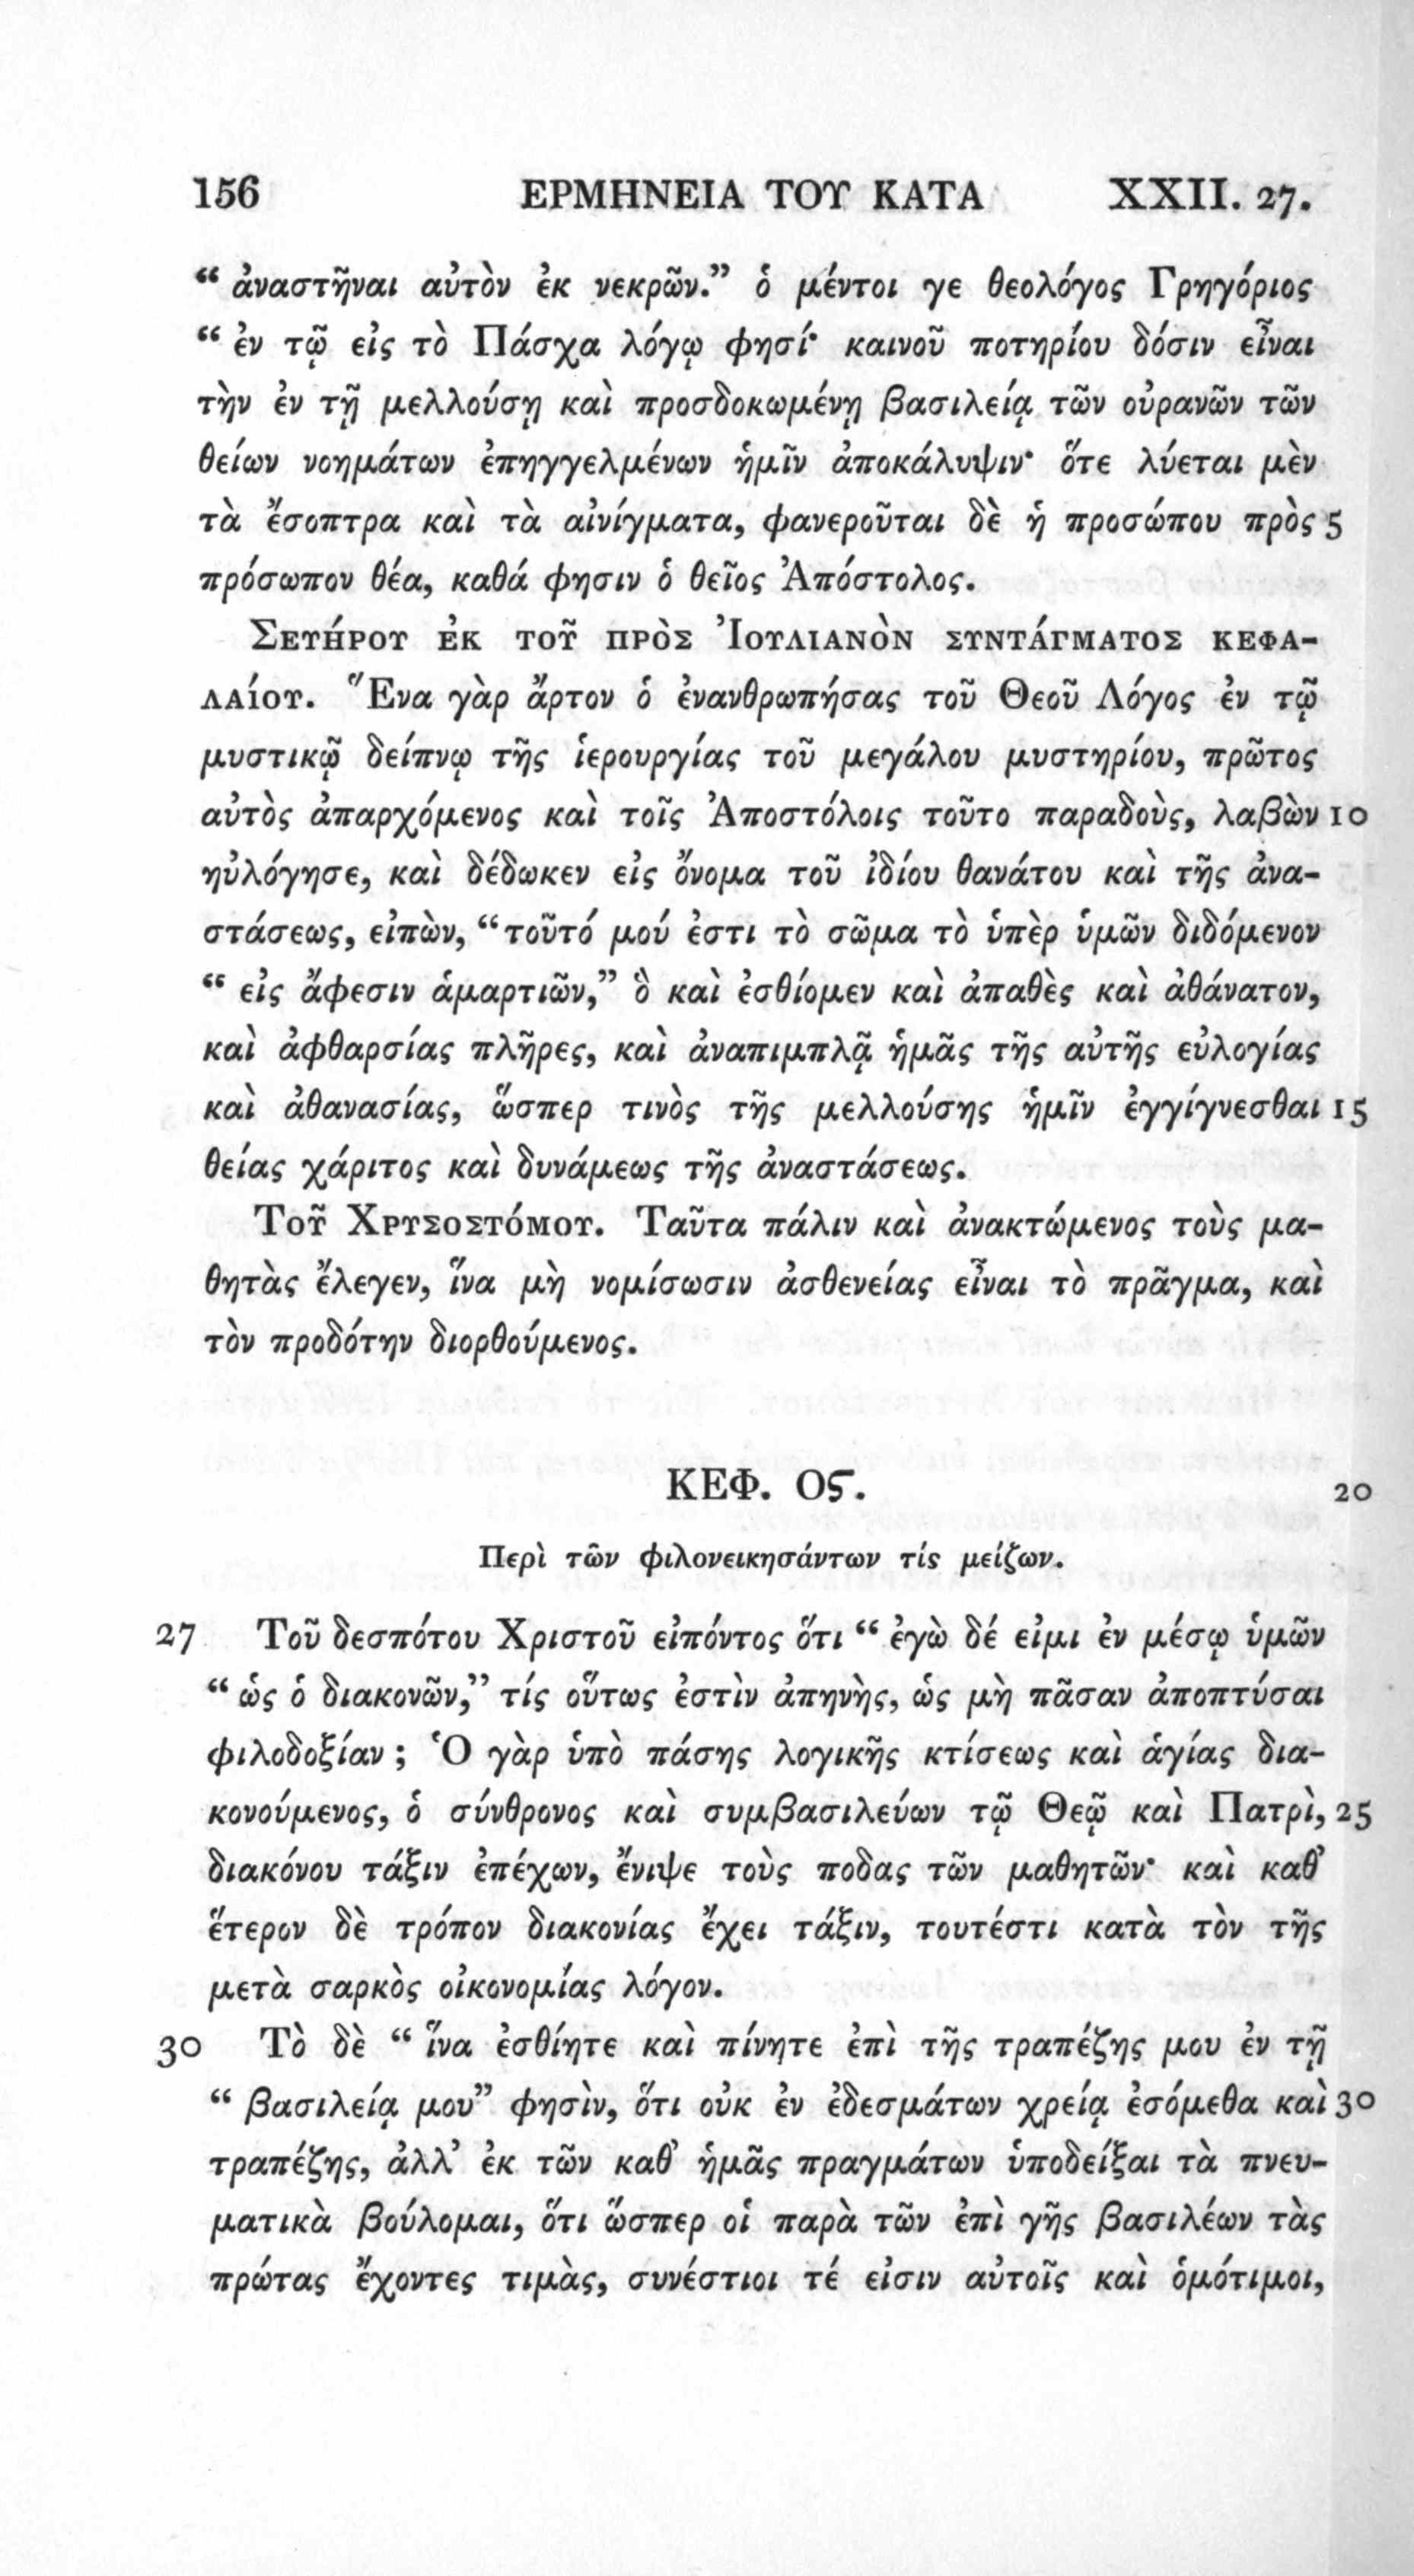 156 ΕΡΜΗΝΕΙΑ ΤΟΥ ΚΑΤΑ XXII. 27.
“ ἀναστῆναι αὐτὸν ἐκ νεκρῶν.” ὁ μέντοι γε θεολόγος Γρηγόριος
“ ἐν τῷ εἰς τὸ Πάσχα λόγῳ φησί· καινοῦ ποτηρίου δόσιν εἶναι
τὴν ἐν τῇ μελλούσῃ καὶ προσδοκωμένῃ βασιλείᾳ τῶν οὐρανῶν τῶν
θείων νοημάτων ἐπηγγελμένων ἡμῖν ἀποκάλυψιν· ὅτε λύεται μὲν
τὰ ἔσοπτρα καὶ τὰ αἰνίγματα, φανεροῦται δὲ ἡ προσώπου πρὸς 5
πρόσωπον θέα, καθά φησιν ὁ θεῖος Ἀπόστολος.
ΣΕΥΉΡΟΥ ἘΚ ΤΟΥ͂ ΠΡῸΣ ἸΟΥΛΙΑΝῸΝ ΣΥΝΤΆΓΜΑΤΟΣ ΚΕΦΑ-
ΛΑΊΟΥ. Ἕνα γὰρ ἄρτον ὁ ἐνανθρωπήσας τοῦ Θεοῦ Λόγος ἐν τῷ
μυστικῷ δείπνῳ τῆς ἱερουργίας τοῦ μεγάλου μυστηρίου, πρῶτος
αὐτὸς ἀπαρχόμενος καὶ τοῖς Ἀποστόλοις τοῦτο παραδοὺς, λαβὼν 10
ηὐλόγησε, καὶ δέδωκεν εἰς ὄνομα τοῦ ἰδίου θανάτου καὶ τῆς ἀνα-
στάσεως, εἰπὼν, “τοῦτό μού ἐστι τὸ σῶμα τὸ ὑπὲρ ὑμῶν διδόμενον
“ εἰς ἄφεσιν ἁμαρτιῶν,” ὃ καὶ ἐσθίομεν καὶ ἀπαθὲς καὶ ἀθάνατον,
καὶ ἀφθαρσίας πλῆρες, καὶ ἀναπιμπλᾷ ἡμᾶς τῆς αὐτῆς εὐλογίας
καὶ ἀθανασίας, ὥσπερ τινὸς τῆς μελλούσης ἡμῖν ἐγγίγνεσθαι 15
θείας χάριτος καὶ δυνάμεως τῆς ἀναστάσεως.
ΤΟΥ͂ ΧΡΥΣΟΣΤΌΜΟΥ. Ταῦτα πάλιν καὶ ἀνακτώμενος τοὺς μα-
θητὰς ἔλεγεν, ἵνα μὴ νομίσωσιν ἀσθενείας εἶναι τὸ πρᾶγμα, καὶ
τὸν προδότην διορθούμενος.
ΚΕΦ. Οϛ. 20
Περὶ τῶν φιλονεικησάντων τίς μείζων.
27 Τοῦ δεσπότου Χριστοῦ εἰπόντος ὅτι “ ἐγὼ δέ εἰμι ἐν μέσῳ ὑμῶν
“ ὡς ὁ διακονῶν,” τίς οὕτως ἐστὶν ἀπηνὴς, ὡς μὴ πᾶσαν ἀποπτύσαι
φιλοδοξίαν ; Ὁ γὰρ ὑπὸ πάσης λογικῆς κτίσεως καὶ ἁγίας δια-
κονούμενος, ὁ σύνθρονος καὶ συμβασιλεύων τῷ Θεῷ καὶ Πατρὶ, 25
διακόνου τάξιν ἐπέχων, ἔνιψε τοὺς ποδας τῶν μαθητῶν· καὶ καθ’
ἕτερον δὲ τρόπον διακονίας ἔχει τάξιν, τουτέστι κατὰ τὸν τῆς
μετὰ σαρκὸς οἰκονομίας λόγον.
30 Τὸ δὲ “ ἵνα ἐσθίητε καὶ πίνητε ἐπὶ τῆς τραπέζης μου ἐν τῇ
“ βασιλείᾳ μου” φησὶν, ὅτι οὐκ ἐν ἐδεσμάτων χρείᾳ ἐσόμεθα καὶ 30
τραπέζης, ἀλλ’ ἐκ τῶν καθ’ ἡμᾶς πραγμάτων ὑποδείξαι τὰ πνευ-
ματικὰ βούλομαι, ὅτι ὥσπερ οἱ παρὰ τῶν ἐπὶ γῆς βασιλέων τὰς
πρώτας ἔχοντες τιμὰς, συνέστιοι τέ εἰσιν αὐτοῖς καὶ ὁμότιμοι,